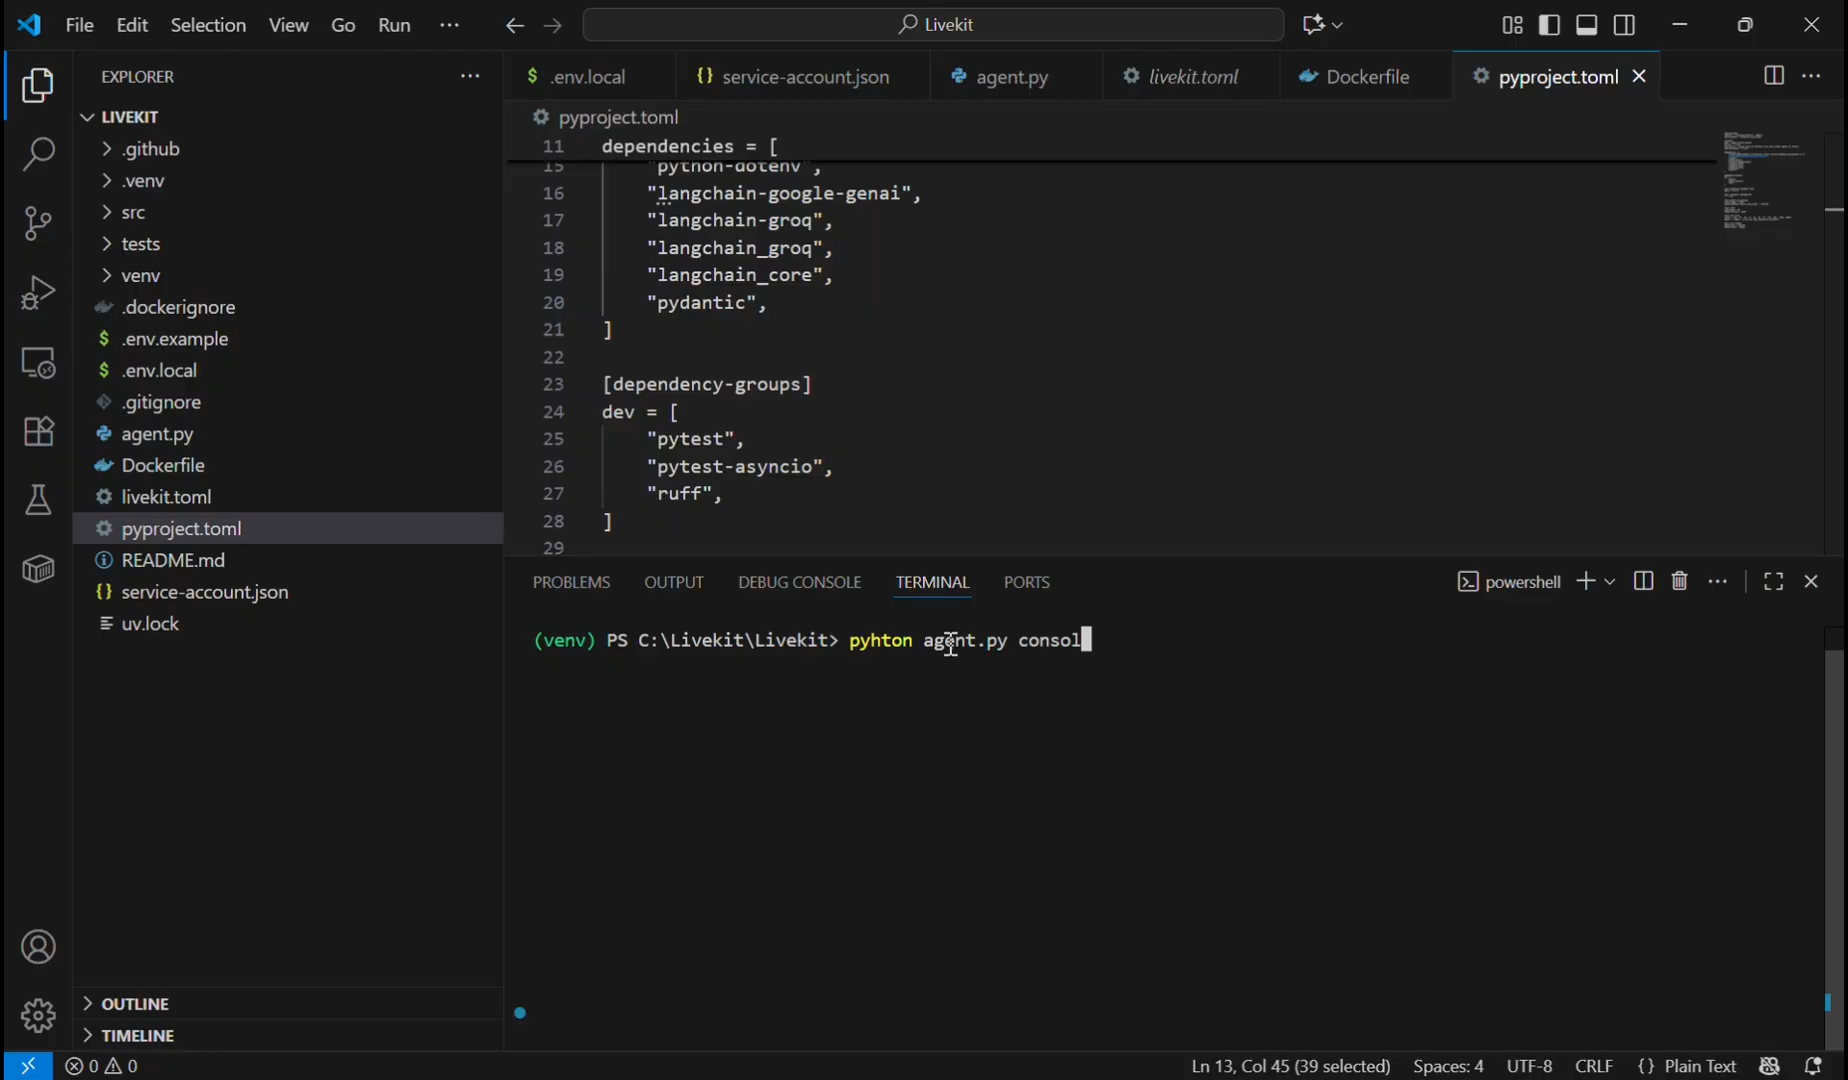 File Edit Selection View Go Run ··· Livekit
EXPLORER ···
LIVEKIT
.github
.venv
src
tests
venv
.dockerignore
$ .env.example
$ .env.local
.gitignore
agent.py
Dockerfile
livekit.toml
pyproject.toml
README.md
{} service-account.json
uv.lock
OUTLINE
TIMELINE
$ .env.local {} service-account.json agent.py livekit.toml Dockerfile pyproject.toml ···
pyproject.toml
11 dependencies = [
15 "python-dotenv",
16 "langchain-google-genai",
17 "langchain-groq",
18 "langchain_groq",
19 "langchain_core",
20 "pydantic",
21 ]
22
23 [dependency-groups]
24 dev = [
25 "pytest",
26 "pytest-asyncio",
27 "ruff",
28 ]
29
PROBLEMS OUTPUT DEBUG CONSOLE TERMINAL PORTS powershell ···
(venv) PS C:\Livekit\Livekit> pyhton agent.py consol
0 0 Ln 13, Col 45 (39 selected) Spaces: 4 UTF-8 CRLF {} Plain Text